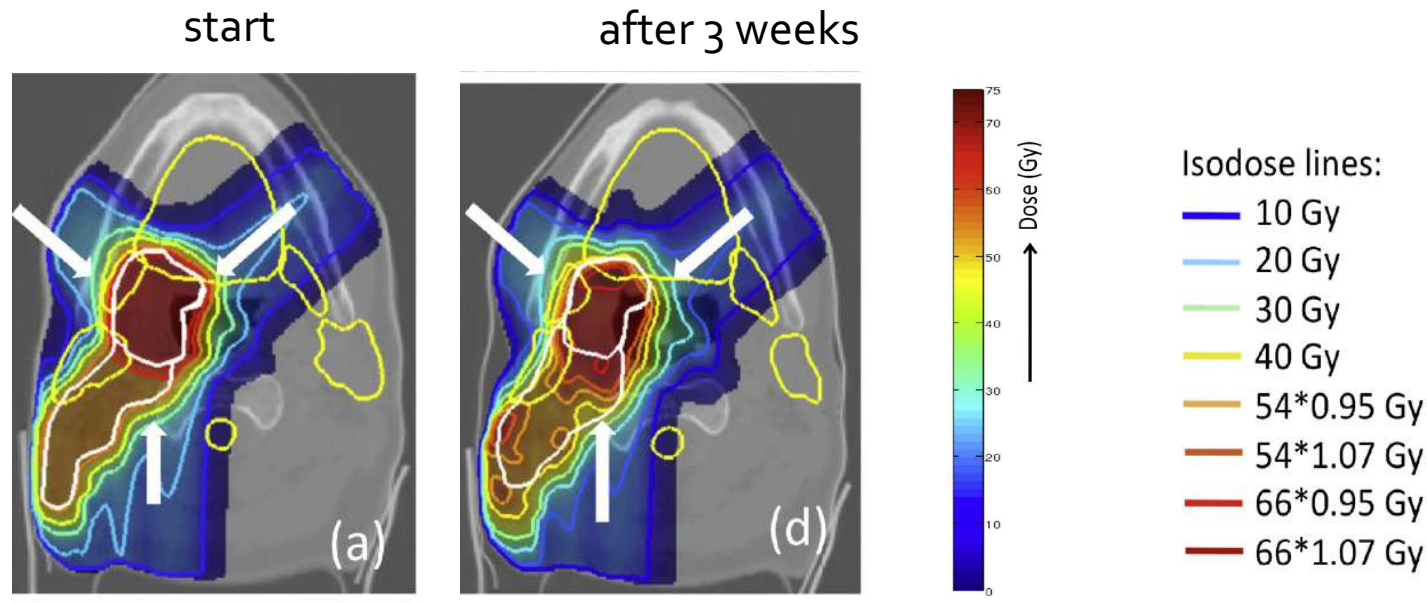 start
after 3 weeks
(a)
(d)
75
70
60
50
40
30
20
10
0
Dose (Gy)
Isodose lines:
10 Gy
20 Gy
30 Gy
40 Gy
54*0.95 Gy
54*1.07 Gy
66*0.95 Gy
66*1.07 Gy